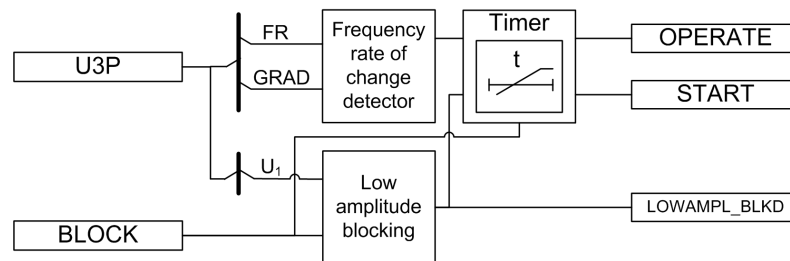 U3P
FR
GRAD
Frequency
rate of
change
detector
Timer
t
OPERATE
START
U₁
Low
amplitude
blocking
BLOCK
LOWAMPL_BLKD